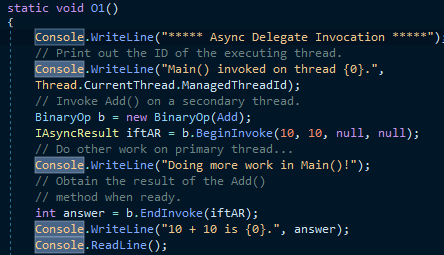 static void O1()
{
Console.WriteLine("***** Async Delegate Invocation *****");
// Print out the ID of the executing thread.
Console.WriteLine("Main() invoked on thread {0}.",
Thread.CurrentThread.ManagedThreadId);
// Invoke Add() on a secondary thread.
BinaryOp b = new BinaryOp(Add);
IAsyncResult iftAR = b.BeginInvoke(10, 10, null, null);
// Do other work on primary thread...
Console.WriteLine("Doing more work in Main()!");
// Obtain the result of the Add()
// method when ready.
int answer = b.EndInvoke(iftAR);
Console.WriteLine("10 + 10 is {0}.", answer);
Console.ReadLine();